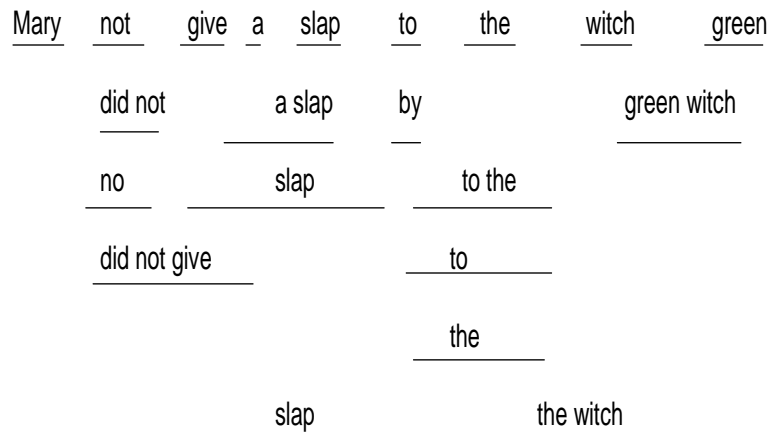 Mary not give a slap to the witch green
did not a slap by green witch
no slap to the
did not give to
the
slap the witch